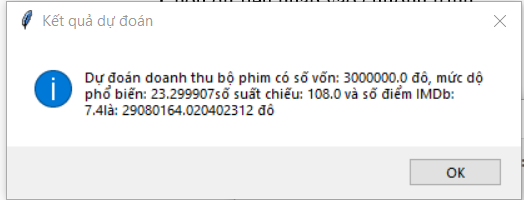 Kết quả dự đoán
Dự đoán doanh thu bộ phim có số vốn: 3000000.0 đô, mức dộ
phổ biến: 23.299907số suất chiếu: 108.0 và số điểm IMDb:
7.4là: 29080164.020402312 đô
OK